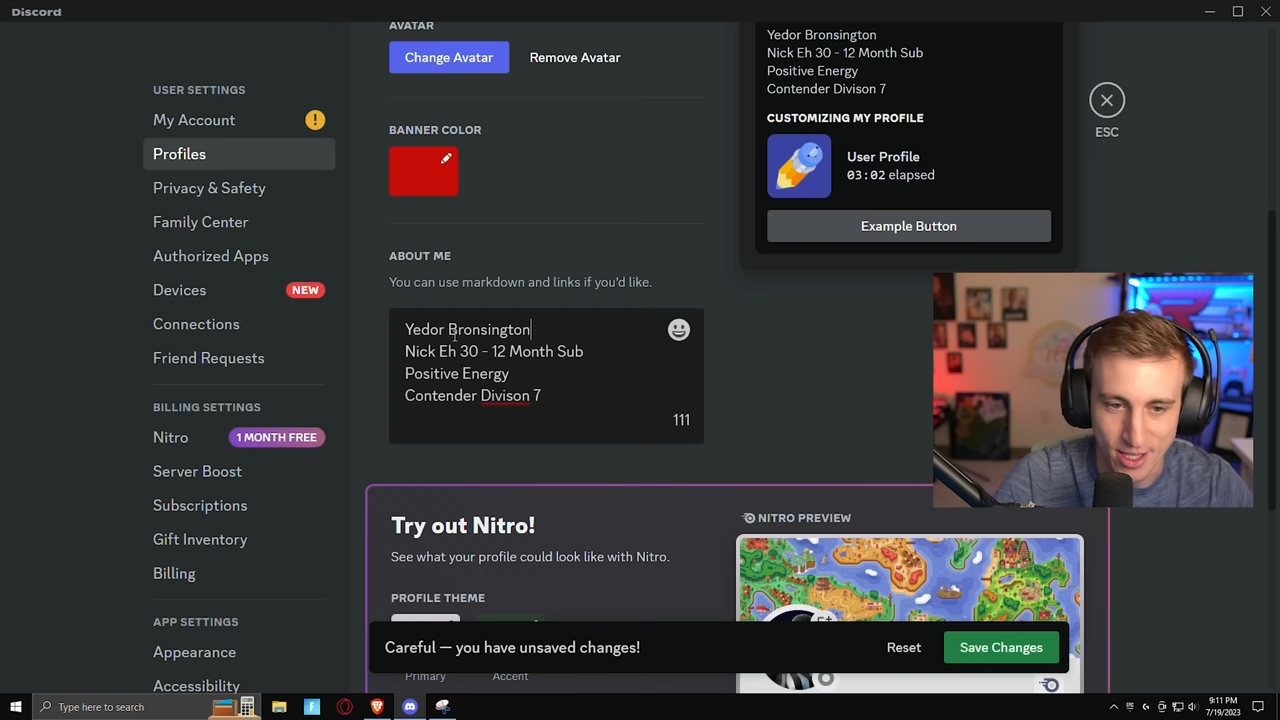 Discord
USER SETTINGS
My Account
Profiles
Privacy & Safety
Family Center
Authorized Apps
Devices NEW
Connections
Friend Requests
BILLING SETTINGS
Nitro 1 MONTH FREE
Server Boost
Subscriptions
Gift Inventory
Billing
APP SETTINGS
Appearance
Accessibility
AVATAR
Change Avatar Remove Avatar
BANNER COLOR
ABOUT ME
You can use markdown and links if you'd like.
Yedor Bronsington
Nick Eh 30 - 12 Month Sub
Positive Energy
Contender Divison 7
111
Yedor Bronsington
Nick Eh 30 - 12 Month Sub
Positive Energy
Contender Divison 7
CUSTOMIZING MY PROFILE
User Profile
03:02 elapsed
Example Button
ESC
Try out Nitro!
See what your profile could look like with Nitro.
PROFILE THEME
NITRO PREVIEW
Careful — you have unsaved changes! Reset Save Changes
Primary Accent
Type here to search
9:11 PM
7/19/2023